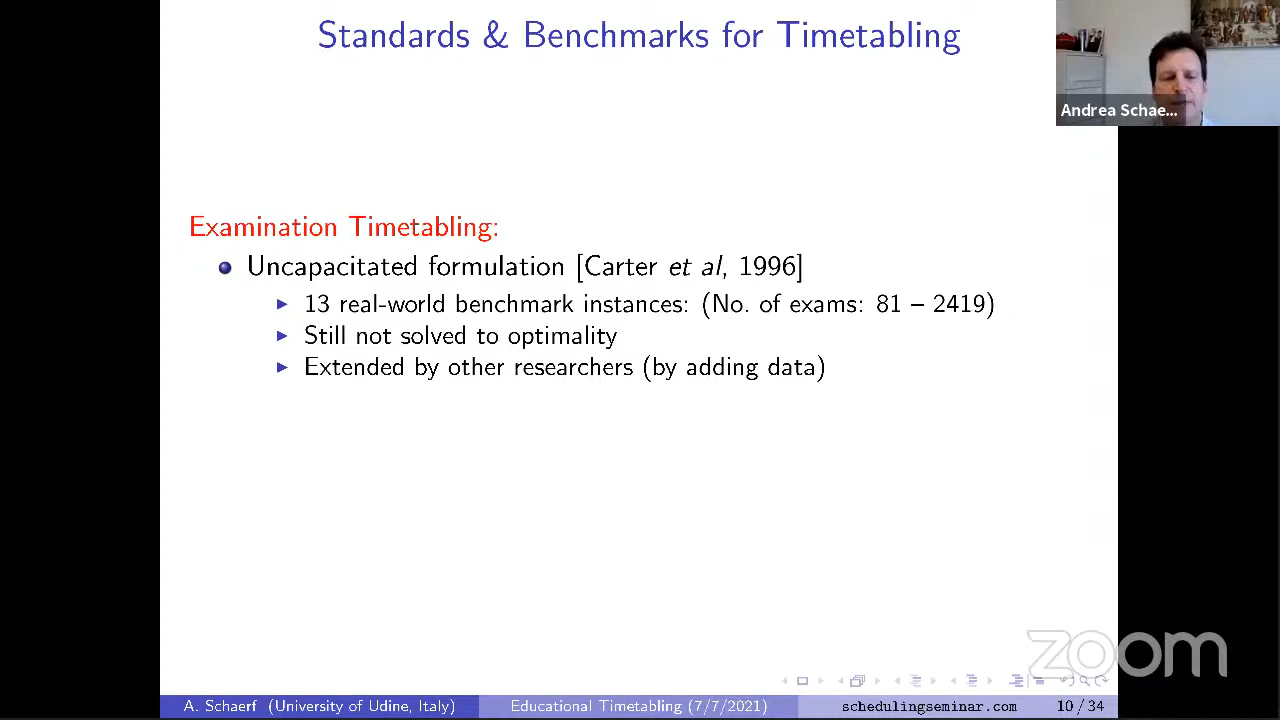 Standards & Benchmarks for Timetabling
Andrea Schae...
Examination Timetabling:
Uncapacitated formulation [Carter et al, 1996]
13 real-world benchmark instances: (No. of exams: 81 – 2419)
Still not solved to optimality
Extended by other researchers (by adding data)
zoom
A. Schaerf (University of Udine, Italy)
Educational Timetabling (7/7/2021)
schedulingseminar.com
10 / 34